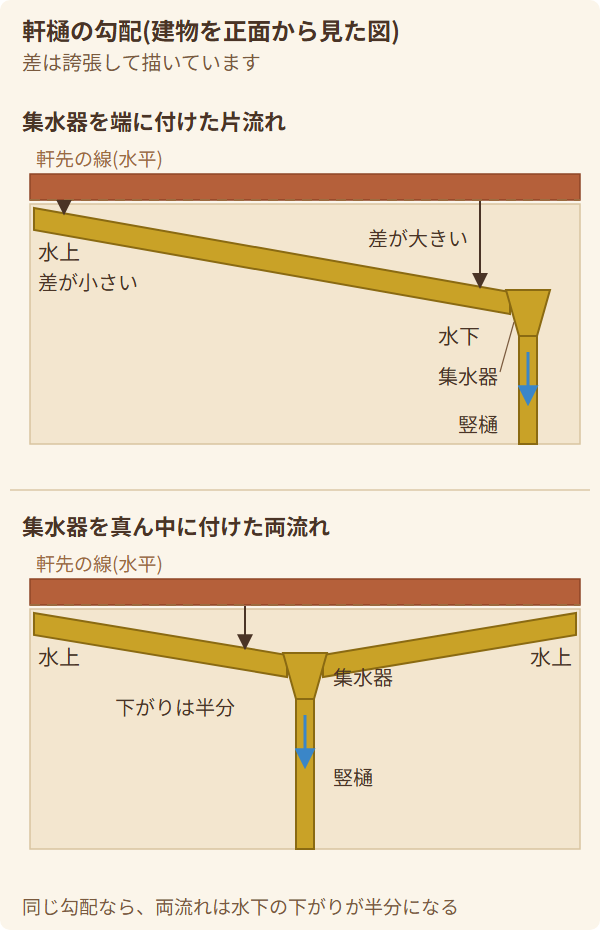 軒樋の勾配(建物を正面から見た図)
差は誇張して描いています
集水器を端に付けた片流れ
軒先の線(水平)
差が大きい
水上
差が小さい
水下
集水器
竪樋
集水器を真ん中に付けた両流れ
軒先の線(水平)
水上
水上
集水器
下がりは半分
竪樋
同じ勾配なら、両流れは水下の下がりが半分になる